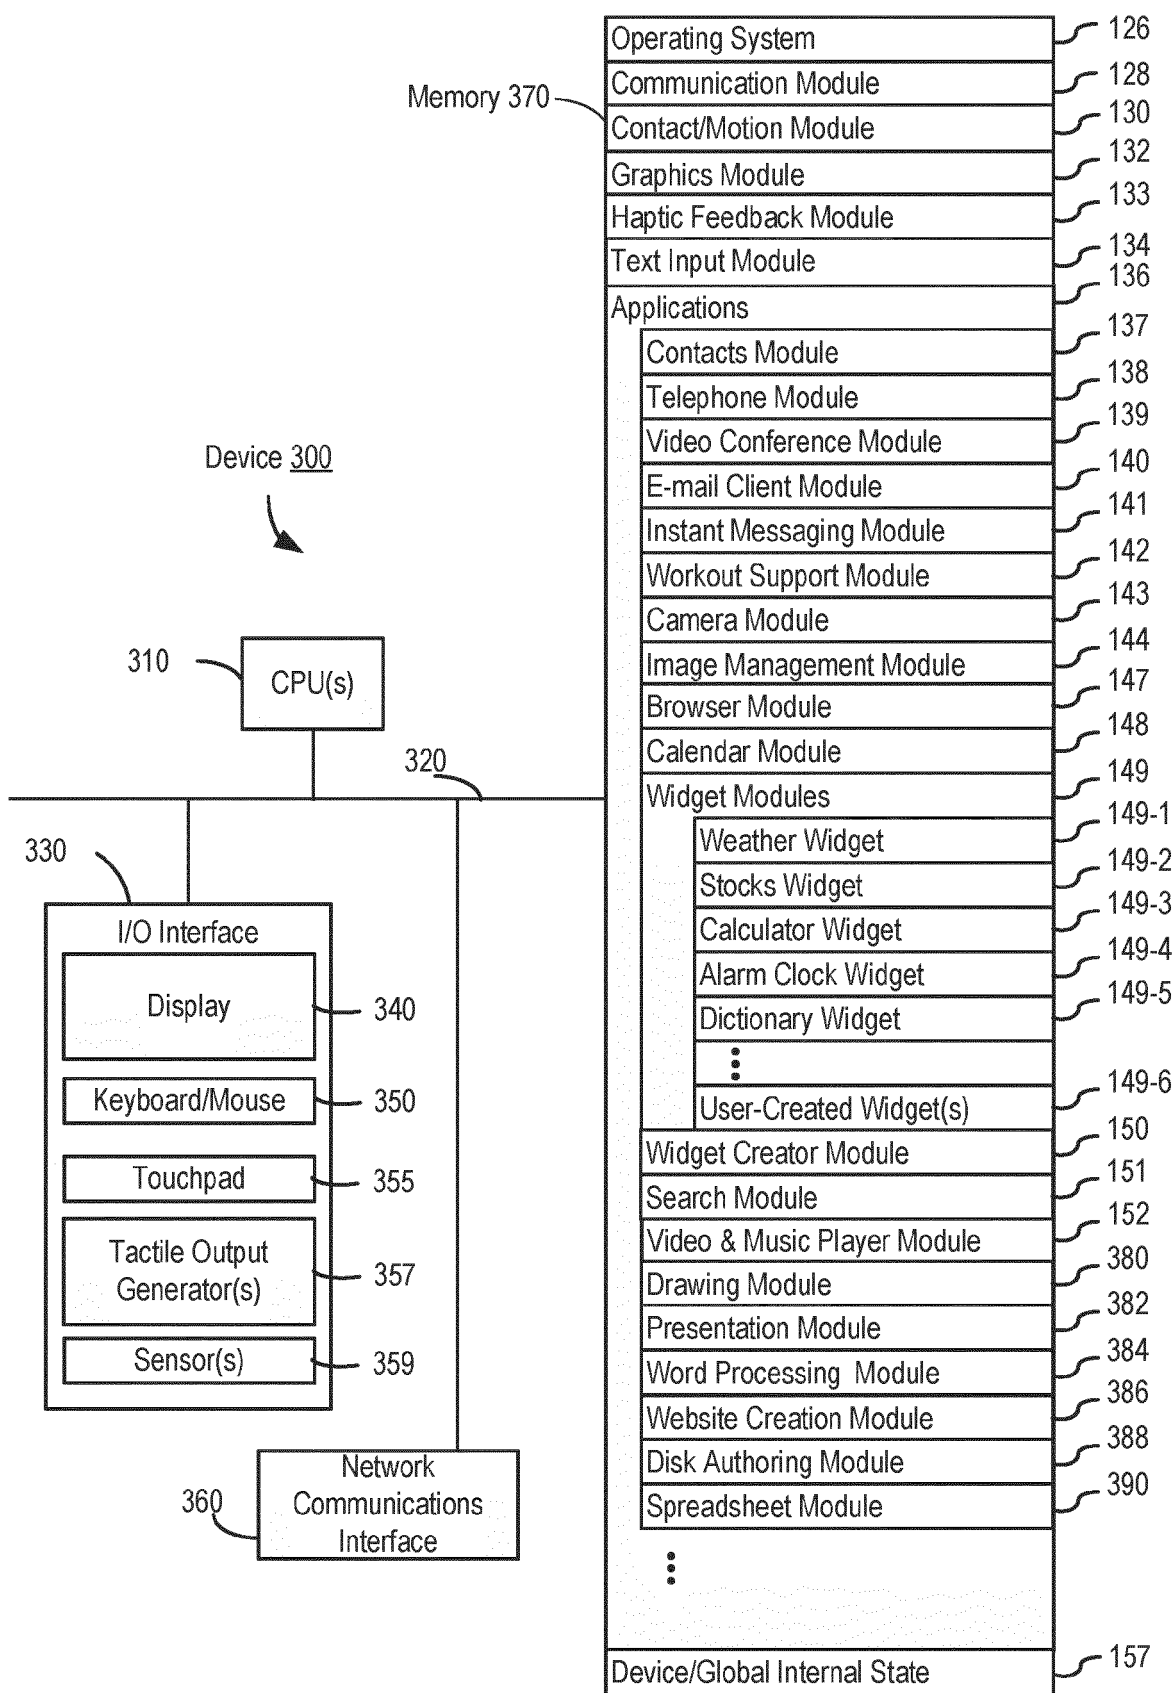 Operating System 126
Communication Module 128
Memory 370
Contact/Motion Module 130
Graphics Module 132
Haptic Feedback Module 133
Text Input Module 134
Applications 136
Contacts Module 137
Telephone Module 138
Video Conference Module 139
E-mail Client Module 140
Instant Messaging Module 141
Workout Support Module 142
Camera Module 143
Image Management Module 144
Browser Module 147
Calendar Module 148
Widget Modules 149
Weather Widget 149-1
Stocks Widget 149-2
Calculator Widget 149-3
Alarm Clock Widget 149-4
Dictionary Widget 149-5
User-Created Widget(s) 149-6
Widget Creator Module 150
Search Module 151
Video & Music Player Module 152
Drawing Module 380
Presentation Module 382
Word Processing Module 384
Website Creation Module 386
Disk Authoring Module 388
Spreadsheet Module 390
Device/Global Internal State 157
Device 300
310
CPU(s)
320
330
I/O Interface
Display 340
Keyboard/Mouse 350
Touchpad 355
Tactile Output
Generator(s) 357
Sensor(s) 359
360
Network
Communications
Interface